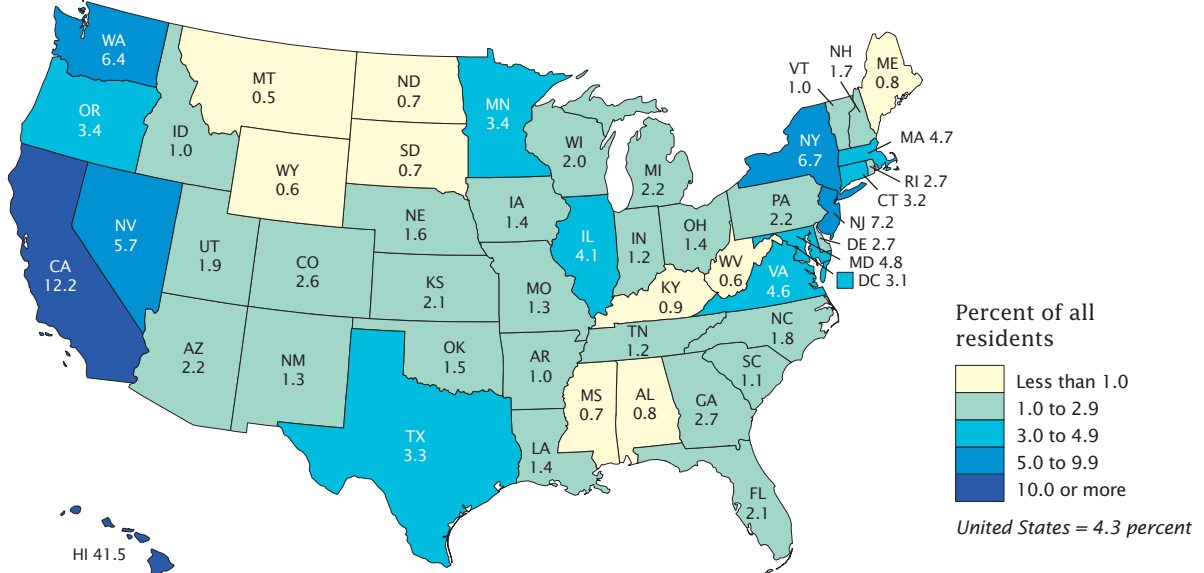 WA
6.4
OR
3.4
CA
12.2
NV
5.7
ID
1.0
MT
0.5
WY
0.6
UT
1.9
CO
2.6
AZ
2.2
NM
1.3
ND
0.7
SD
0.7
NE
1.6
KS
2.1
OK
1.5
TX
3.3
MN
3.4
IA
1.4
MO
1.3
AR
1.0
LA
1.4
WI
2.0
IL
4.1
MI
2.2
IN
1.2
OH
1.4
KY
0.9
TN
1.2
MS
0.7
AL
0.8
GA
2.7
FL
2.1
SC
1.1
NC
1.8
VA
4.6
WV
0.6
PA
2.2
NY
6.7
VT
1.0
NH
1.7
ME
0.8
MA 4.7
RI 2.7
CT 3.2
NJ 7.2
DE 2.7
MD 4.8
DC 3.1
HI 41.5
Percent of all
residents
Less than 1.0
1.0 to 2.9
3.0 to 4.9
5.0 to 9.9
10.0 or more
United States = 4.3 percent